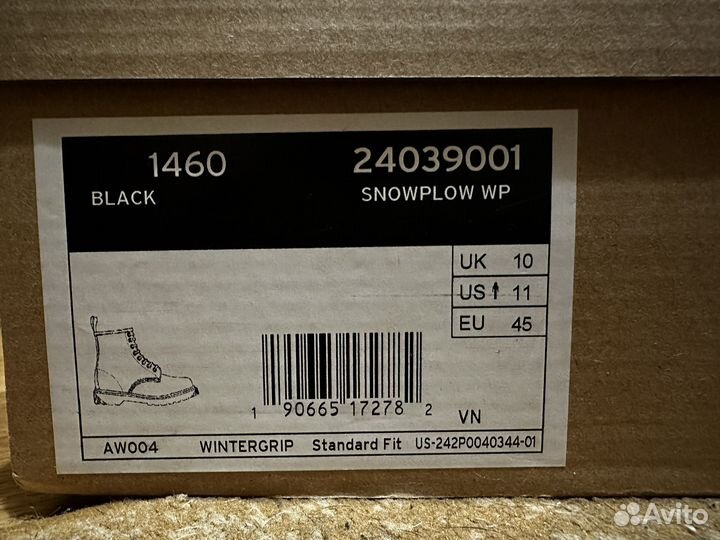 1460 24039001
BLACK SNOWPLOW WP
UK 10
US 11
EU 45
1 90665 17278 2 VN
AW004 WINTERGRIP Standard Fit US-242P0040344-01
Avito